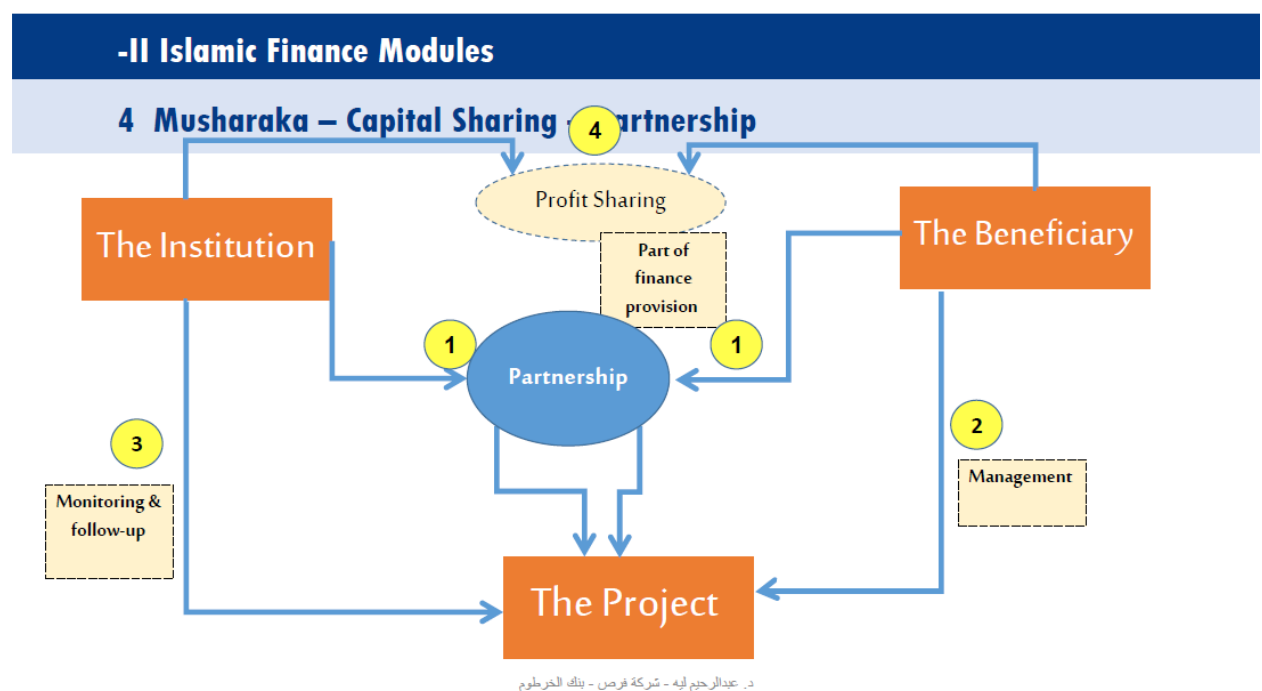 -II Islamic Finance Modules
4 Musharaka – Capital Sharing - artnership
4
Profit Sharing
The Institution
The Beneficiary
Part of
finance
provision
1
1
Partnership
3
2
Monitoring &
follow-up
Management
The Project
د. عبدالرحيم ليه - شركة فرص - بنك الخرطوم